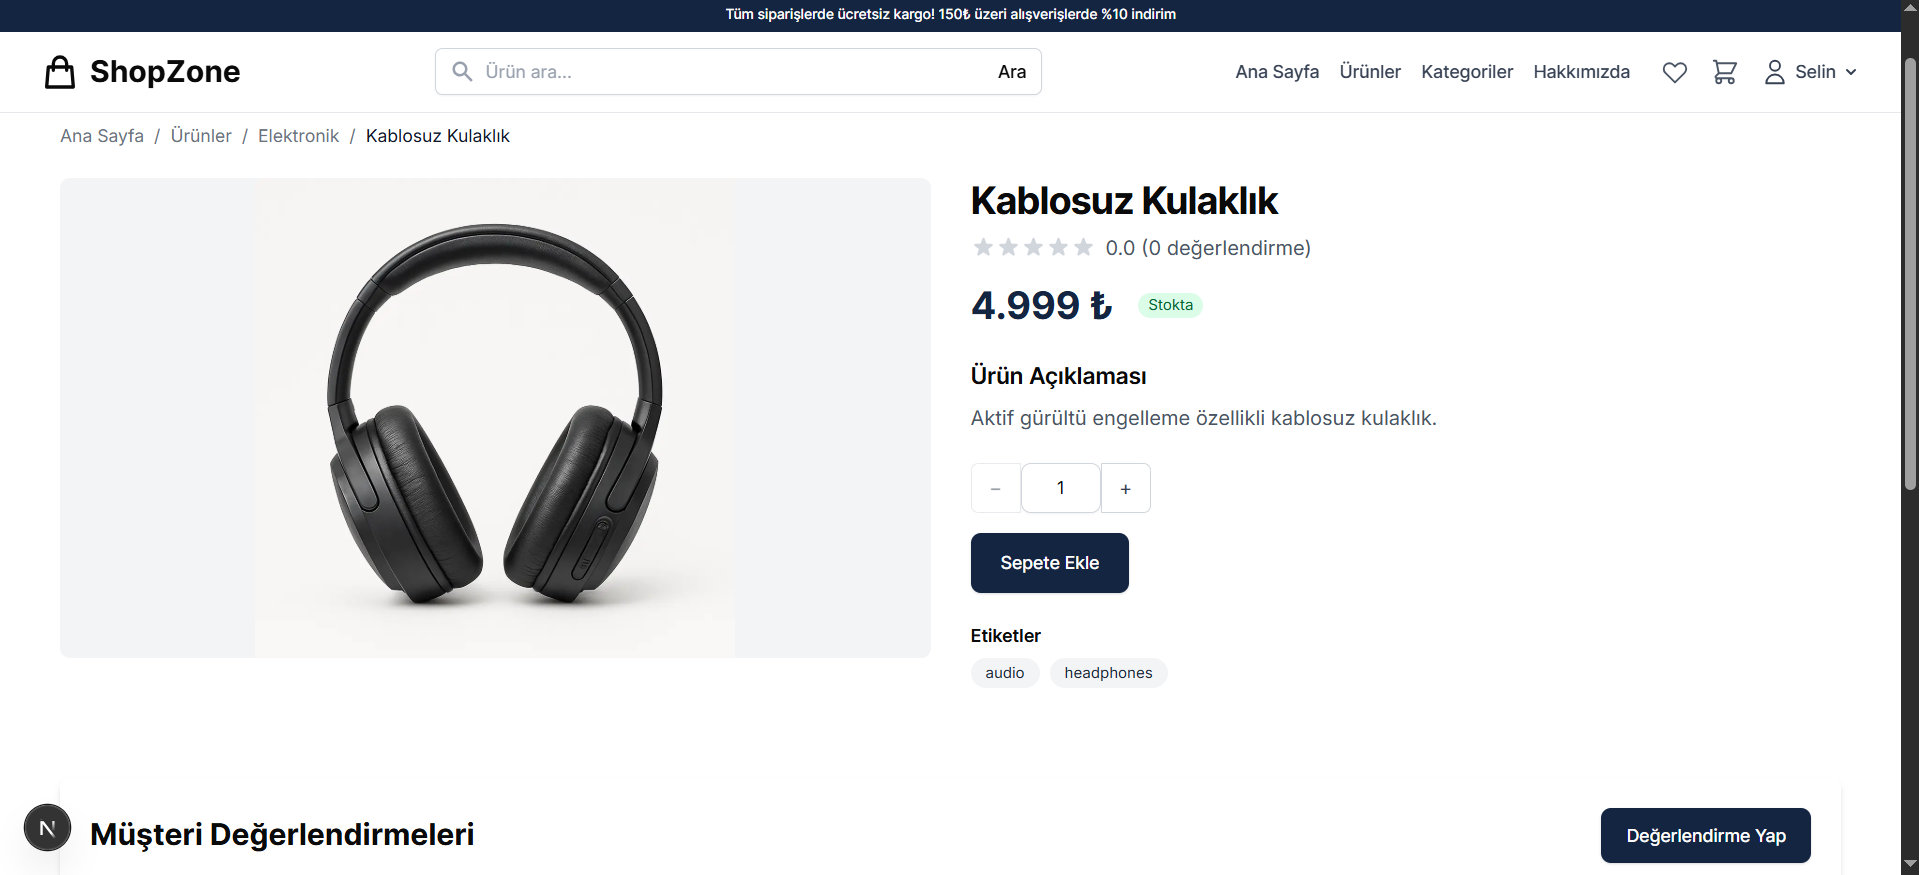 Tüm siparişlerde ücretsiz kargo! 150₺ üzeri alışverişlerde %10 indirim
ShopZone
Ürün ara...
Ara
Ana Sayfa
Ürünler
Kategoriler
Hakkımızda
Selin
Ana Sayfa / Ürünler / Elektronik / Kablosuz Kulaklık
Kablosuz Kulaklık
0.0 (0 değerlendirme)
4.999 ₺
Stokta
Ürün Açıklaması
Aktif gürültü engelleme özellikli kablosuz kulaklık.
− 1 +
Sepete Ekle
Etiketler
audio
headphones
N
Müşteri Değerlendirmeleri
Değerlendirme Yap